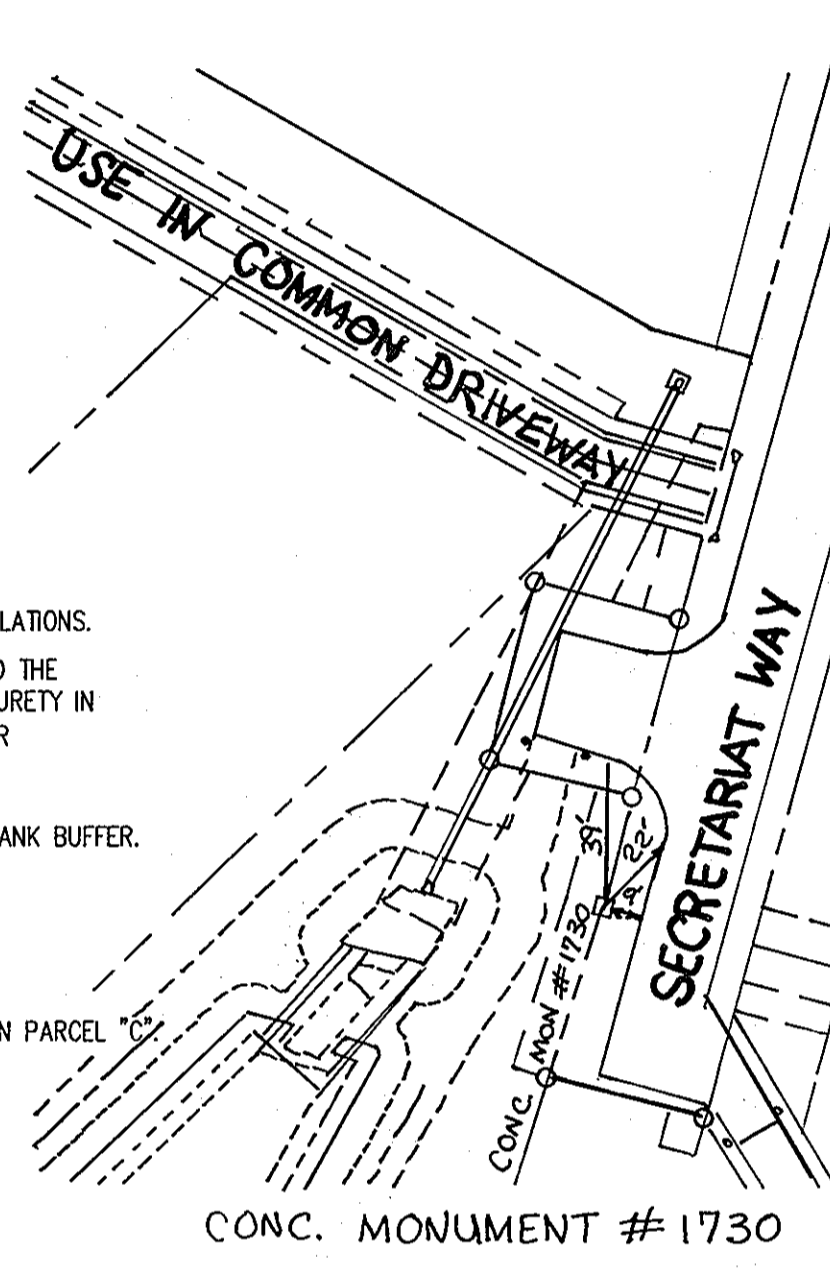 USE IN COMMON DRIVEWAY
LATIONS.
D THE
URETY IN
R
ANK BUFFER.
N PARCEL "C".
SECRETARIAT WAY
39'
22'
CONC. MON #1730
CONC. MONUMENT #1730